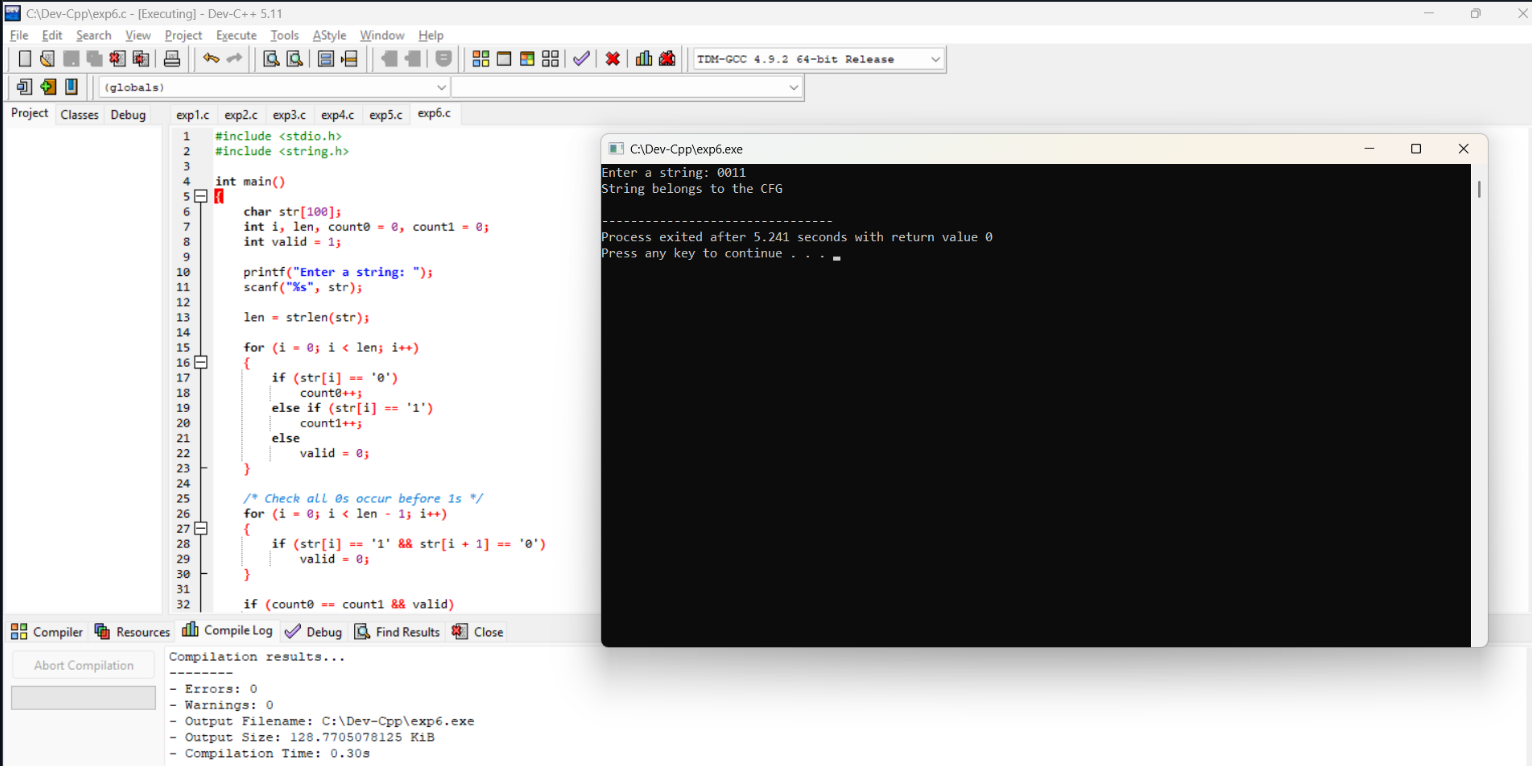 C:\Dev-Cpp\exp6.c - [Executing] - Dev-C++ 5.11
File Edit Search View Project Execute Tools AStyle Window Help
TDM-GCC 4.9.2 64-bit Release
(globals)
Project Classes Debug
exp1.c exp2.c exp3.c exp4.c exp5.c exp6.c
1 #include <stdio.h>
2 #include <string.h>
3
4 int main()
5 {
6 char str[100];
7 int i, len, count0 = 0, count1 = 0;
8 int valid = 1;
9
10 printf("Enter a string: ");
11 scanf("%s", str);
12
13 len = strlen(str);
14
15 for (i = 0; i < len; i++)
16 {
17 if (str[i] == '0')
18 count0++;
19 else if (str[i] == '1')
20 count1++;
21 else
22 valid = 0;
23 }
24
25 /* Check all 0s occur before 1s */
26 for (i = 0; i < len - 1; i++)
27 {
28 if (str[i] == '1' && str[i + 1] == '0')
29 valid = 0;
30 }
31
32 if (count0 == count1 && valid)
C:\Dev-Cpp\exp6.exe
Enter a string: 0011
String belongs to the CFG
--------------------------------
Process exited after 5.241 seconds with return value 0
Press any key to continue . . .
Compiler Resources Compile Log Debug Find Results Close
Abort Compilation
Compilation results...
--------
- Errors: 0
- Warnings: 0
- Output Filename: C:\Dev-Cpp\exp6.exe
- Output Size: 128.7705078125 KiB
- Compilation Time: 0.30s